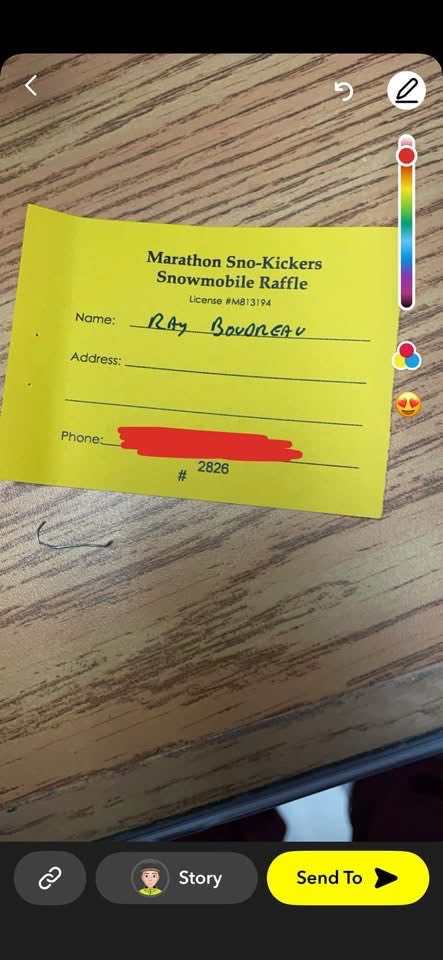 Marathon Sno-Kickers
Snowmobile Raffle
License #M813194
Name: RAY BOUDREAU
Address:
Phone:
# 2826
Story
Send To